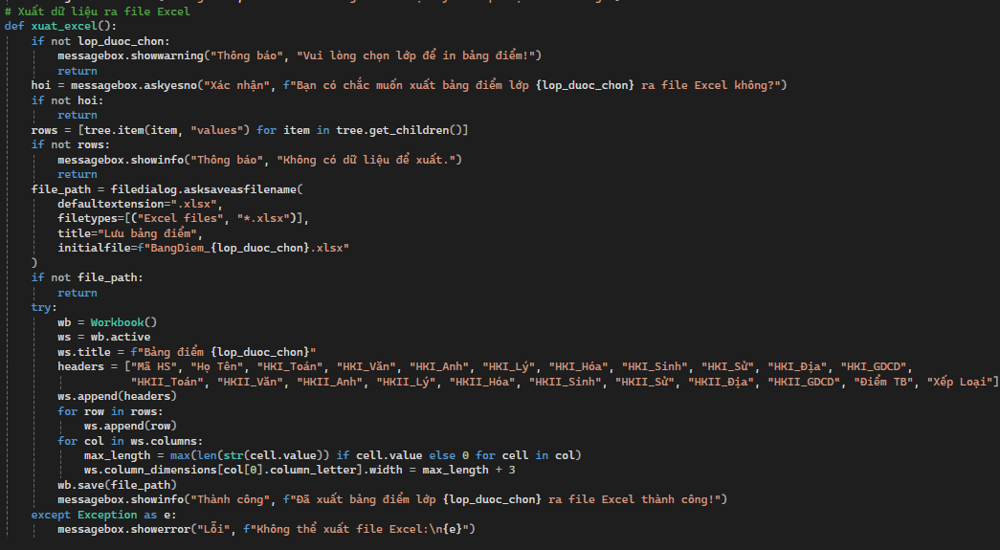 # Xuất dữ liệu ra file Excel
def xuat_excel():
    if not lop_duoc_chon:
        messagebox.showwarning("Thông báo", "Vui lòng chọn lớp để in bảng điểm!")
        return
    hoi = messagebox.askyesno("Xác nhận", f"Bạn có chắc muốn xuất bảng điểm lớp {lop_duoc_chon} ra file Excel không?")
    if not hoi:
        return
    rows = [tree.item(item, "values") for item in tree.get_children()]
    if not rows:
        messagebox.showinfo("Thông báo", "Không có dữ liệu để xuất.")
        return
    file_path = filedialog.asksaveasfilename(
        defaultextension=".xlsx",
        filetypes=[("Excel files", "*.xlsx")],
        title="Lưu bảng điểm",
        initialfile=f"BangDiem_{lop_duoc_chon}.xlsx"
    )
    if not file_path:
        return
    try:
        wb = Workbook()
        ws = wb.active
        ws.title = f"Bảng điểm {lop_duoc_chon}"
        headers = ["Mã HS", "Họ Tên", "HKI_Toán", "HKI_Văn", "HKI_Anh", "HKI_Lý", "HKI_Hóa", "HKI_Sinh", "HKI_Sử", "HKI_Địa", "HKI_GDCD",
                   "HKII_Toán", "HKII_Văn", "HKII_Anh", "HKII_Lý", "HKII_Hóa", "HKII_Sinh", "HKII_Sử", "HKII_Địa", "HKII_GDCD", "Điểm TB", "Xếp Loại"]
        ws.append(headers)
        for row in rows:
            ws.append(row)
        for col in ws.columns:
            max_length = max(len(str(cell.value)) if cell.value else 0 for cell in col)
            ws.column_dimensions[col[0].column_letter].width = max_length + 3
        wb.save(file_path)
        messagebox.showinfo("Thành công", f"Đã xuất bảng điểm lớp {lop_duoc_chon} ra file Excel thành công!")
    except Exception as e:
        messagebox.showerror("Lỗi", f"Không thể xuất file Excel:\n{e}")